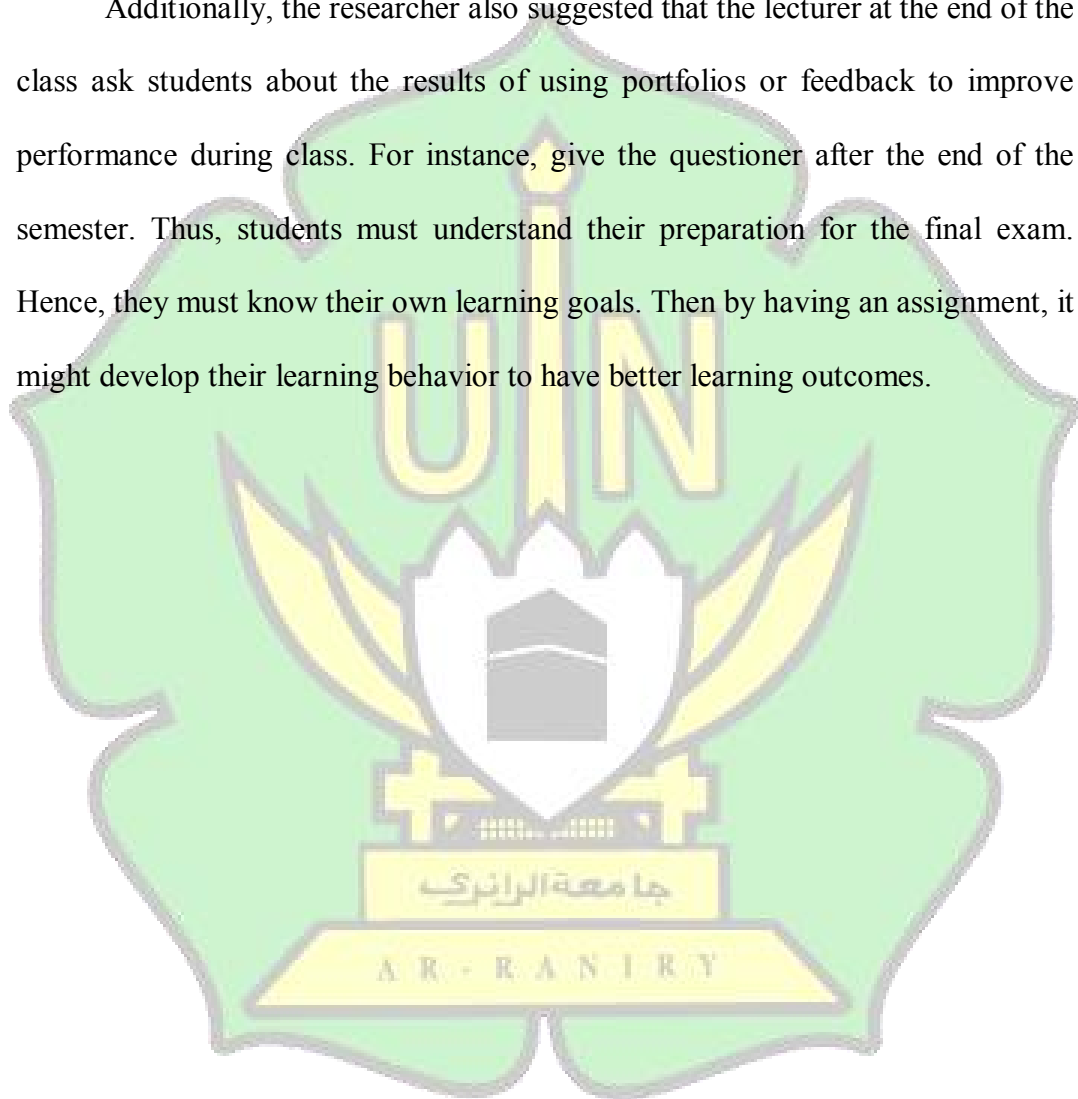 Additionally, the researcher also suggested that the lecturer at the end of the
class ask students about the results of using portfolios or feedback to improve
performance during class. For instance, give the questioner after the end of the
semester. Thus, students must understand their preparation for the final exam.
Hence, they must know their own learning goals. Then by having an assignment, it
might develop their learning behavior to have better learning outcomes.
UIN
جامعة الرانري
AR-RANIRY